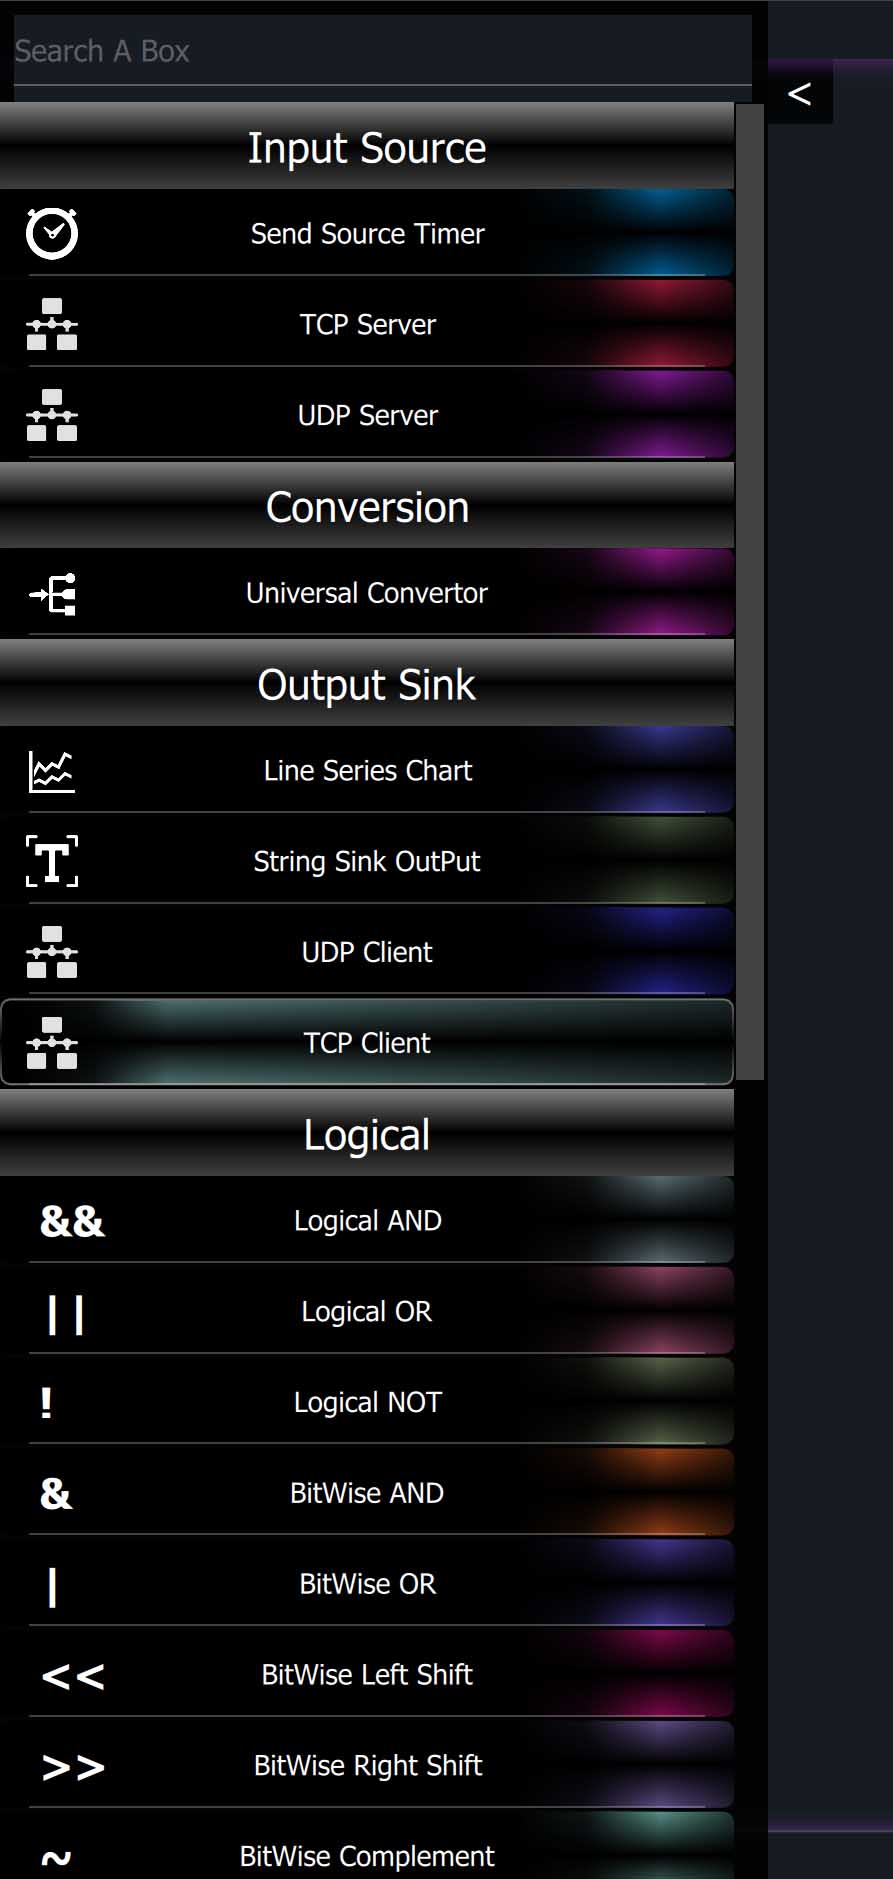 Search A Box
<
Input Source
Send Source Timer
TCP Server
UDP Server
Conversion
Universal Convertor
Output Sink
Line Series Chart
T String Sink OutPut
UDP Client
TCP Client
Logical
&& Logical AND
|| Logical OR
! Logical NOT
& BitWise AND
| BitWise OR
<< BitWise Left Shift
>> BitWise Right Shift
~ BitWise Complement